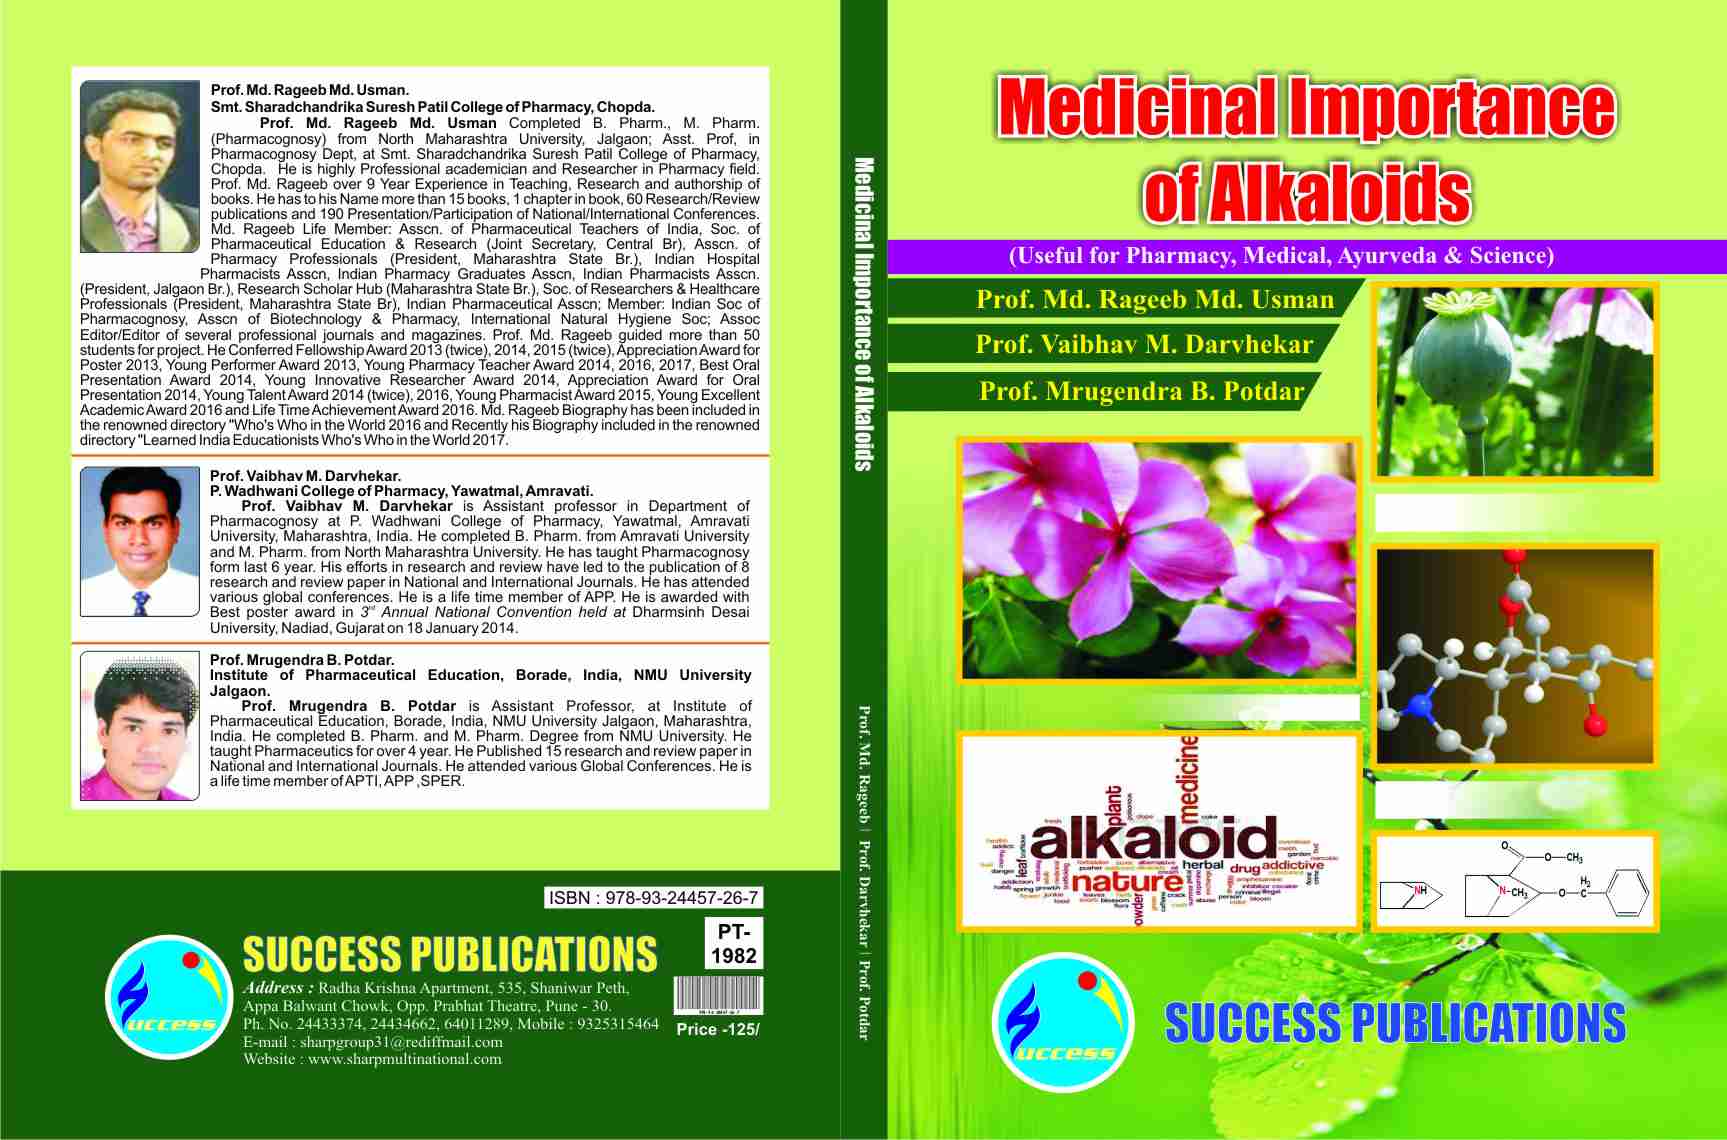 Prof. Md. Rageeb Md. Usman.
Smt. Sharadchandrika Suresh Patil College of Pharmacy, Chopda.
Prof. Md. Rageeb Md. Usman Completed B. Pharm., M. Pharm.
(Pharmacognosy) from North Maharashtra University, Jalgaon; Asst. Prof, in
Pharmacognosy Dept, at Smt. Sharadchandrika Suresh Patil College of Pharmacy,
Chopda. He is highly Professional academician and Researcher in Pharmacy field.
Prof. Md. Rageeb over 9 Year Experience in Teaching, Research and authorship of
books. He has to his Name more than 15 books, 1 chapter in book, 60 Research/Review
publications and 190 Presentation/Participation of National/International Conferences.
Md. Rageeb Life Member: Asscn. of Pharmaceutical Teachers of India, Soc. of
Pharmaceutical Education & Research (Joint Secretary, Central Br), Asscn. of
Pharmacy Professionals (President, Maharashtra State Br.), Indian Hospital
Pharmacists Asscn, Indian Pharmacy Graduates Asscn, Indian Pharmacists Asscn.
(President, Jalgaon Br.), Research Scholar Hub (Maharashtra State Br.), Soc. of Researchers & Healthcare
Professionals (President, Maharashtra State Br), Indian Pharmaceutical Asscn; Member: Indian Soc of
Pharmacognosy, Asscn of Biotechnology & Pharmacy, International Natural Hygiene Soc; Assoc
Editor/Editor of several professional journals and magazines. Prof. Md. Rageeb guided more than 50
students for project. He Conferred Fellowship Award 2013 (twice), 2014, 2015 (twice), Appreciation Award for
Poster 2013, Young Performer Award 2013, Young Pharmacy Teacher Award 2014, 2016, 2017, Best Oral
Presentation Award 2014, Young Innovative Researcher Award 2014, Appreciation Award for Oral
Presentation 2014, Young Talent Award 2014 (twice), 2016, Young Pharmacist Award 2015, Young Excellent
Academic Award 2016 and Life Time Achievement Award 2016. Md. Rageeb Biography has been included in
the renowned directory "Who's Who in the World 2016 and Recently his Biography included in the renowned
directory "Learned India Educationists Who's Who in the World 2017.
Prof. Vaibhav M. Darvhekar.
P. Wadhwani College of Pharmacy, Yawatmal, Amravati.
Prof. Vaibhav M. Darvhekar is Assistant professor in Department of
Pharmacognosy at P. Wadhwani College of Pharmacy, Yawatmal, Amravati
University, Maharashtra, India. He completed B. Pharm. from Amravati University
and M. Pharm. from North Maharashtra University. He has taught Pharmacognosy
form last 6 year. His efforts in research and review have led to the publication of 8
research and review paper in National and International Journals. He has attended
various global conferences. He is a life time member of APP. He is awarded with
Best poster award in 3rd Annual National Convention held at Dharmsinh Desai
University, Nadiad, Gujarat on 18 January 2014.
Prof. Mrugendra B. Potdar.
Institute of Pharmaceutical Education, Borade, India, NMU University
Jalgaon.
Prof. Mrugendra B. Potdar is Assistant Professor, at Institute of
Pharmaceutical Education, Borade, India, NMU University Jalgaon, Maharashtra,
India. He completed B. Pharm. and M. Pharm. Degree from NMU University. He
taught Pharmaceutics for over 4 year. He Published 15 research and review paper in
National and International Journals. He attended various Global Conferences. He is
a life time member of APTI, APP ,SPER.
ISBN : 978-93-24457-26-7
PT-
1982
Price -125/
uccess
SUCCESS PUBLICATIONS
Address : Radha Krishna Apartment, 535, Shaniwar Peth,
Appa Balwant Chowk, Opp. Prabhat Theatre, Pune - 30.
Ph. No. 24433374, 24434662, 64011289, Mobile : 9325315464
E-mail : sharpgroup31@rediffmail.com
Website : www.sharpmultinational.com
Medicinal Importance of Alkaloids
Prof. Md. Rageeb | Prof. Darvhekar | Prof. Potdar
Medicinal Importance
of Alkaloids
(Useful for Pharmacy, Medical, Ayurveda & Science)
Prof. Md. Rageeb Md. Usman
Prof. Vaibhav M. Darvhekar
Prof. Mrugendra B. Potdar
medicine
plant
alkaloid
leaf
herbal drug addictive
nature
owder
abuse
person
crack
blossom
growth
spring
addiction
danger
garden
O
O CH3
NH
N CH2
O
H2
C
uccess
SUCCESS PUBLICATIONS